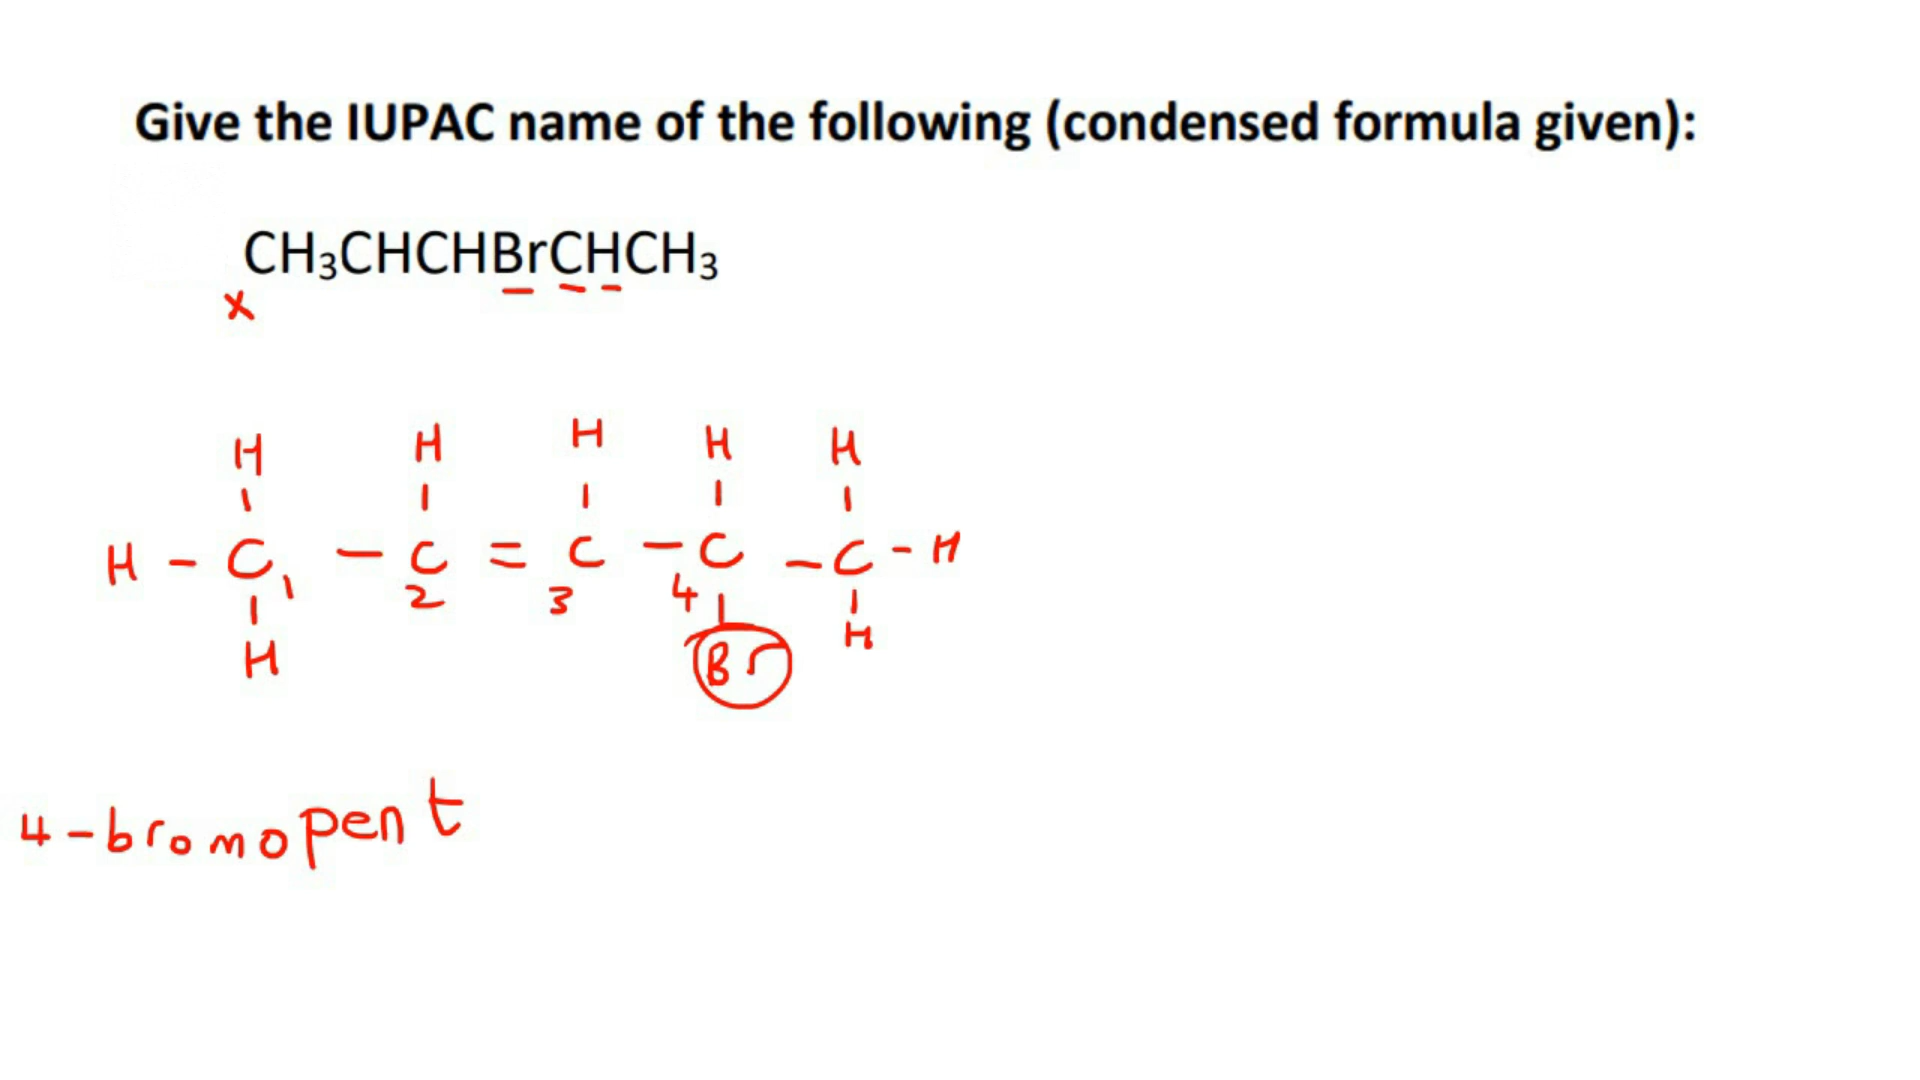 Give the IUPAC name of the following (condensed formula given):
CH₃CHCHBrCHCH₃
x
H H H H H
H - C - C = C - C - C - H
1 2 3 4
H Br H
4-bromopent